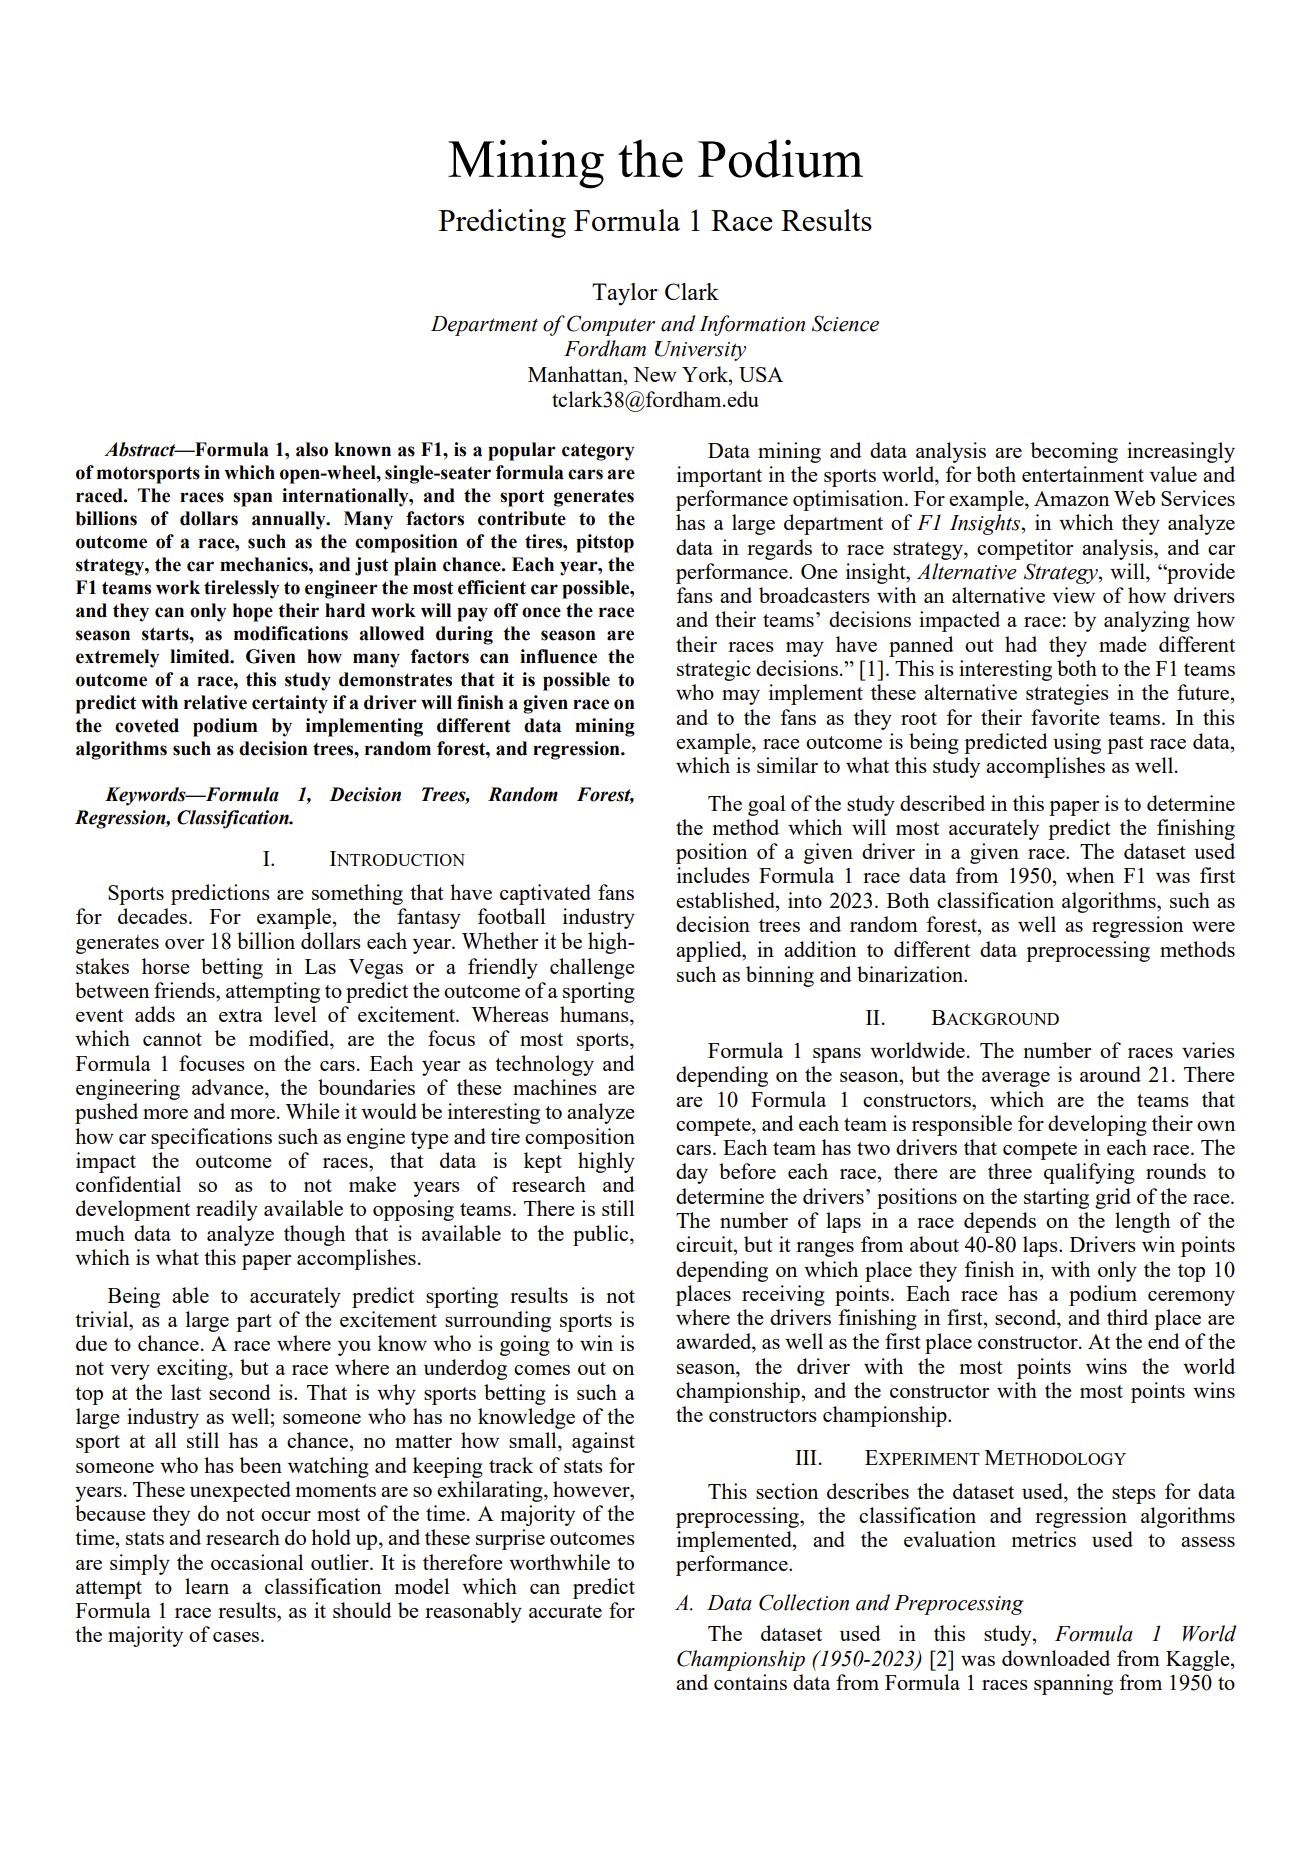 Mining the Podium
Predicting Formula 1 Race Results
Taylor Clark
Department of Computer and Information Science
Fordham University
Manhattan, New York, USA
tclark38@fordham.edu
Abstract—Formula 1, also known as F1, is a popular category
of motorsports in which open-wheel, single-seater formula cars are
raced. The races span internationally, and the sport generates
billions of dollars annually. Many factors contribute to the
outcome of a race, such as the composition of the tires, pitstop
strategy, the car mechanics, and just plain chance. Each year, the
F1 teams work tirelessly to engineer the most efficient car possible,
and they can only hope their hard work will pay off once the race
season starts, as modifications allowed during the season are
extremely limited. Given how many factors can influence the
outcome of a race, this study demonstrates that it is possible to
predict with relative certainty if a driver will finish a given race on
the coveted podium by implementing different data mining
algorithms such as decision trees, random forest, and regression.
Keywords—Formula 1, Decision Trees, Random Forest,
Regression, Classification.
I. INTRODUCTION
Sports predictions are something that have captivated fans
for decades. For example, the fantasy football industry
generates over 18 billion dollars each year. Whether it be high-
stakes horse betting in Las Vegas or a friendly challenge
between friends, attempting to predict the outcome of a sporting
event adds an extra level of excitement. Whereas humans,
which cannot be modified, are the focus of most sports,
Formula 1 focuses on the cars. Each year as technology and
engineering advance, the boundaries of these machines are
pushed more and more. While it would be interesting to analyze
how car specifications such as engine type and tire composition
impact the outcome of races, that data is kept highly
confidential so as to not make years of research and
development readily available to opposing teams. There is still
much data to analyze though that is available to the public,
which is what this paper accomplishes.
Being able to accurately predict sporting results is not
trivial, as a large part of the excitement surrounding sports is
due to chance. A race where you know who is going to win is
not very exciting, but a race where an underdog comes out on
top at the last second is. That is why sports betting is such a
large industry as well; someone who has no knowledge of the
sport at all still has a chance, no matter how small, against
someone who has been watching and keeping track of stats for
years. These unexpected moments are so exhilarating, however,
because they do not occur most of the time. A majority of the
time, stats and research do hold up, and these surprise outcomes
are simply the occasional outlier. It is therefore worthwhile to
attempt to learn a classification model which can predict
Formula 1 race results, as it should be reasonably accurate for
the majority of cases.
Data mining and data analysis are becoming increasingly
important in the sports world, for both entertainment value and
performance optimisation. For example, Amazon Web Services
has a large department of F1 Insights, in which they analyze
data in regards to race strategy, competitor analysis, and car
performance. One insight, Alternative Strategy, will, “provide
fans and broadcasters with an alternative view of how drivers
and their teams’ decisions impacted a race: by analyzing how
their races may have panned out had they made different
strategic decisions.” [1]. This is interesting both to the F1 teams
who may implement these alternative strategies in the future,
and to the fans as they root for their favorite teams. In this
example, race outcome is being predicted using past race data,
which is similar to what this study accomplishes as well.
The goal of the study described in this paper is to determine
the method which will most accurately predict the finishing
position of a given driver in a given race. The dataset used
includes Formula 1 race data from 1950, when F1 was first
established, into 2023. Both classification algorithms, such as
decision trees and random forest, as well as regression were
applied, in addition to different data preprocessing methods
such as binning and binarization.
II. BACKGROUND
Formula 1 spans worldwide. The number of races varies
depending on the season, but the average is around 21. There
are 10 Formula 1 constructors, which are the teams that
compete, and each team is responsible for developing their own
cars. Each team has two drivers that compete in each race. The
day before each race, there are three qualifying rounds to
determine the drivers’ positions on the starting grid of the race.
The number of laps in a race depends on the length of the
circuit, but it ranges from about 40-80 laps. Drivers win points
depending on which place they finish in, with only the top 10
places receiving points. Each race has a podium ceremony
where the drivers finishing in first, second, and third place are
awarded, as well as the first place constructor. At the end of the
season, the driver with the most points wins the world
championship, and the constructor with the most points wins
the constructors championship.
III. EXPERIMENT METHODOLOGY
This section describes the dataset used, the steps for data
preprocessing, the classification and regression algorithms
implemented, and the evaluation metrics used to assess
performance.
A. Data Collection and Preprocessing
The dataset used in this study, Formula 1 World
Championship (1950-2023) [2] was downloaded from Kaggle,
and contains data from Formula 1 races spanning from 1950 to